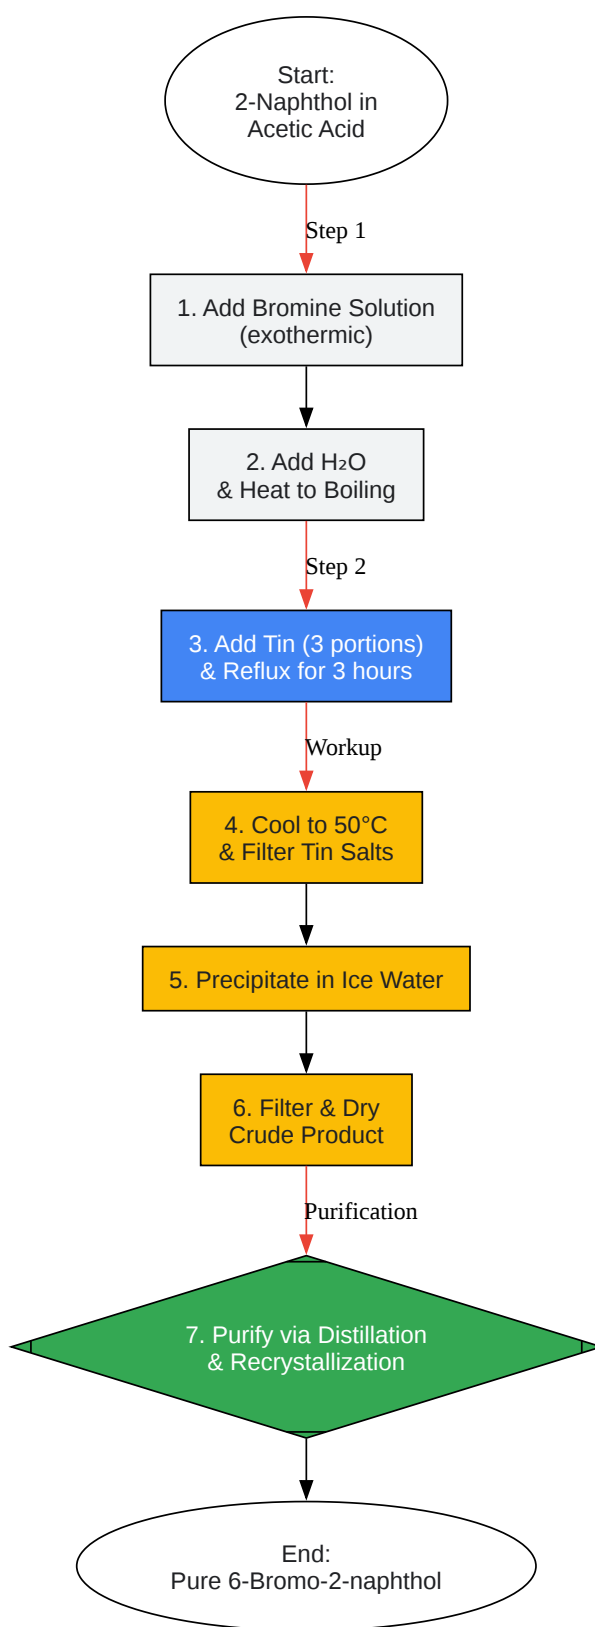 Start:
2-Naphthol in
Acetic Acid
Step 1
1. Add Bromine Solution
(exothermic)
2. Add H₂O
& Heat to Boiling
Step 2
3. Add Tin (3 portions)
& Reflux for 3 hours
Workup
4. Cool to 50°C
& Filter Tin Salts
5. Precipitate in Ice Water
6. Filter & Dry
Crude Product
Purification
7. Purify via Distillation
& Recrystallization
End:
Pure 6-Bromo-2-naphthol